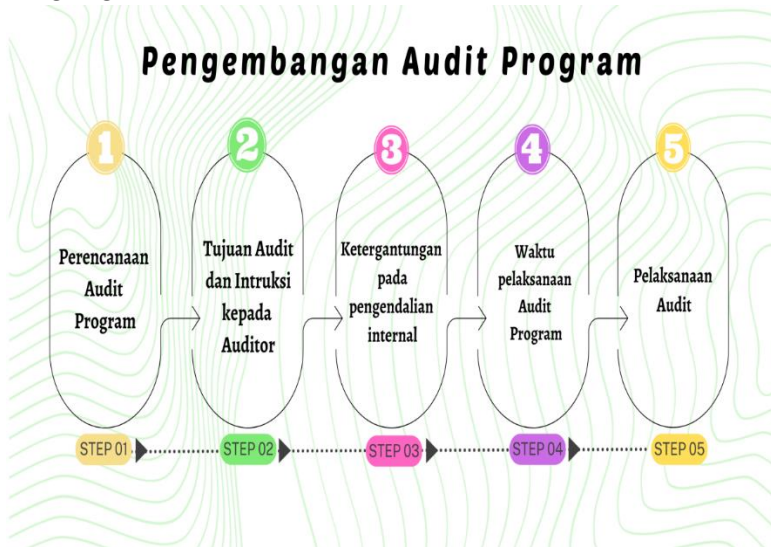 Pengembangan Audit Program
1
Perencanaan
Audit
Program
2
Tujuan Audit
dan Intruksi
kepada
Auditor
3
Ketergantungan
pada
pengendalian
internal
4
Waktu
pelaksanaan
Audit
Program
5
Pelaksanaan
Audit
STEP 01
STEP 02
STEP 03
STEP 04
STEP 05